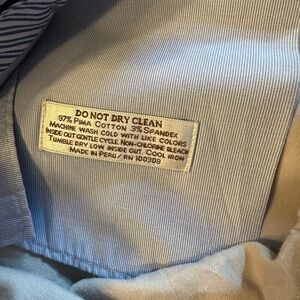 DO NOT DRY CLEAN
97% PIMA COTTON 3% SPANDEX
MACHINE WASH COLD WITH LIKE COLORS
INSIDE OUT GENTLE CYCLE. NON-CHLORINE BLEACH
TUMBLE DRY LOW INSIDE OUT. COOL IRON
MADE IN PERU / RN 100308